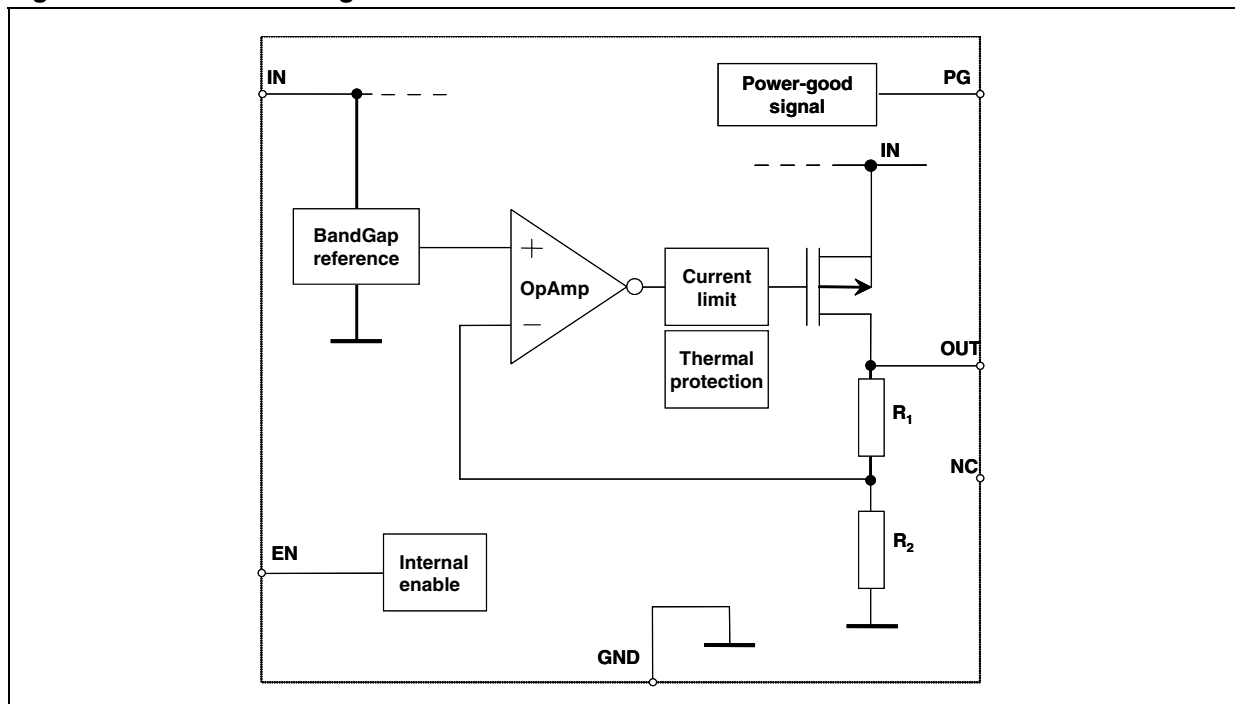 IN
PG
Power-good
signal
IN
BandGap
reference
+
OpAmp
−
Current
limit
Thermal
protection
OUT
R1
NC
R2
EN
Internal
enable
GND